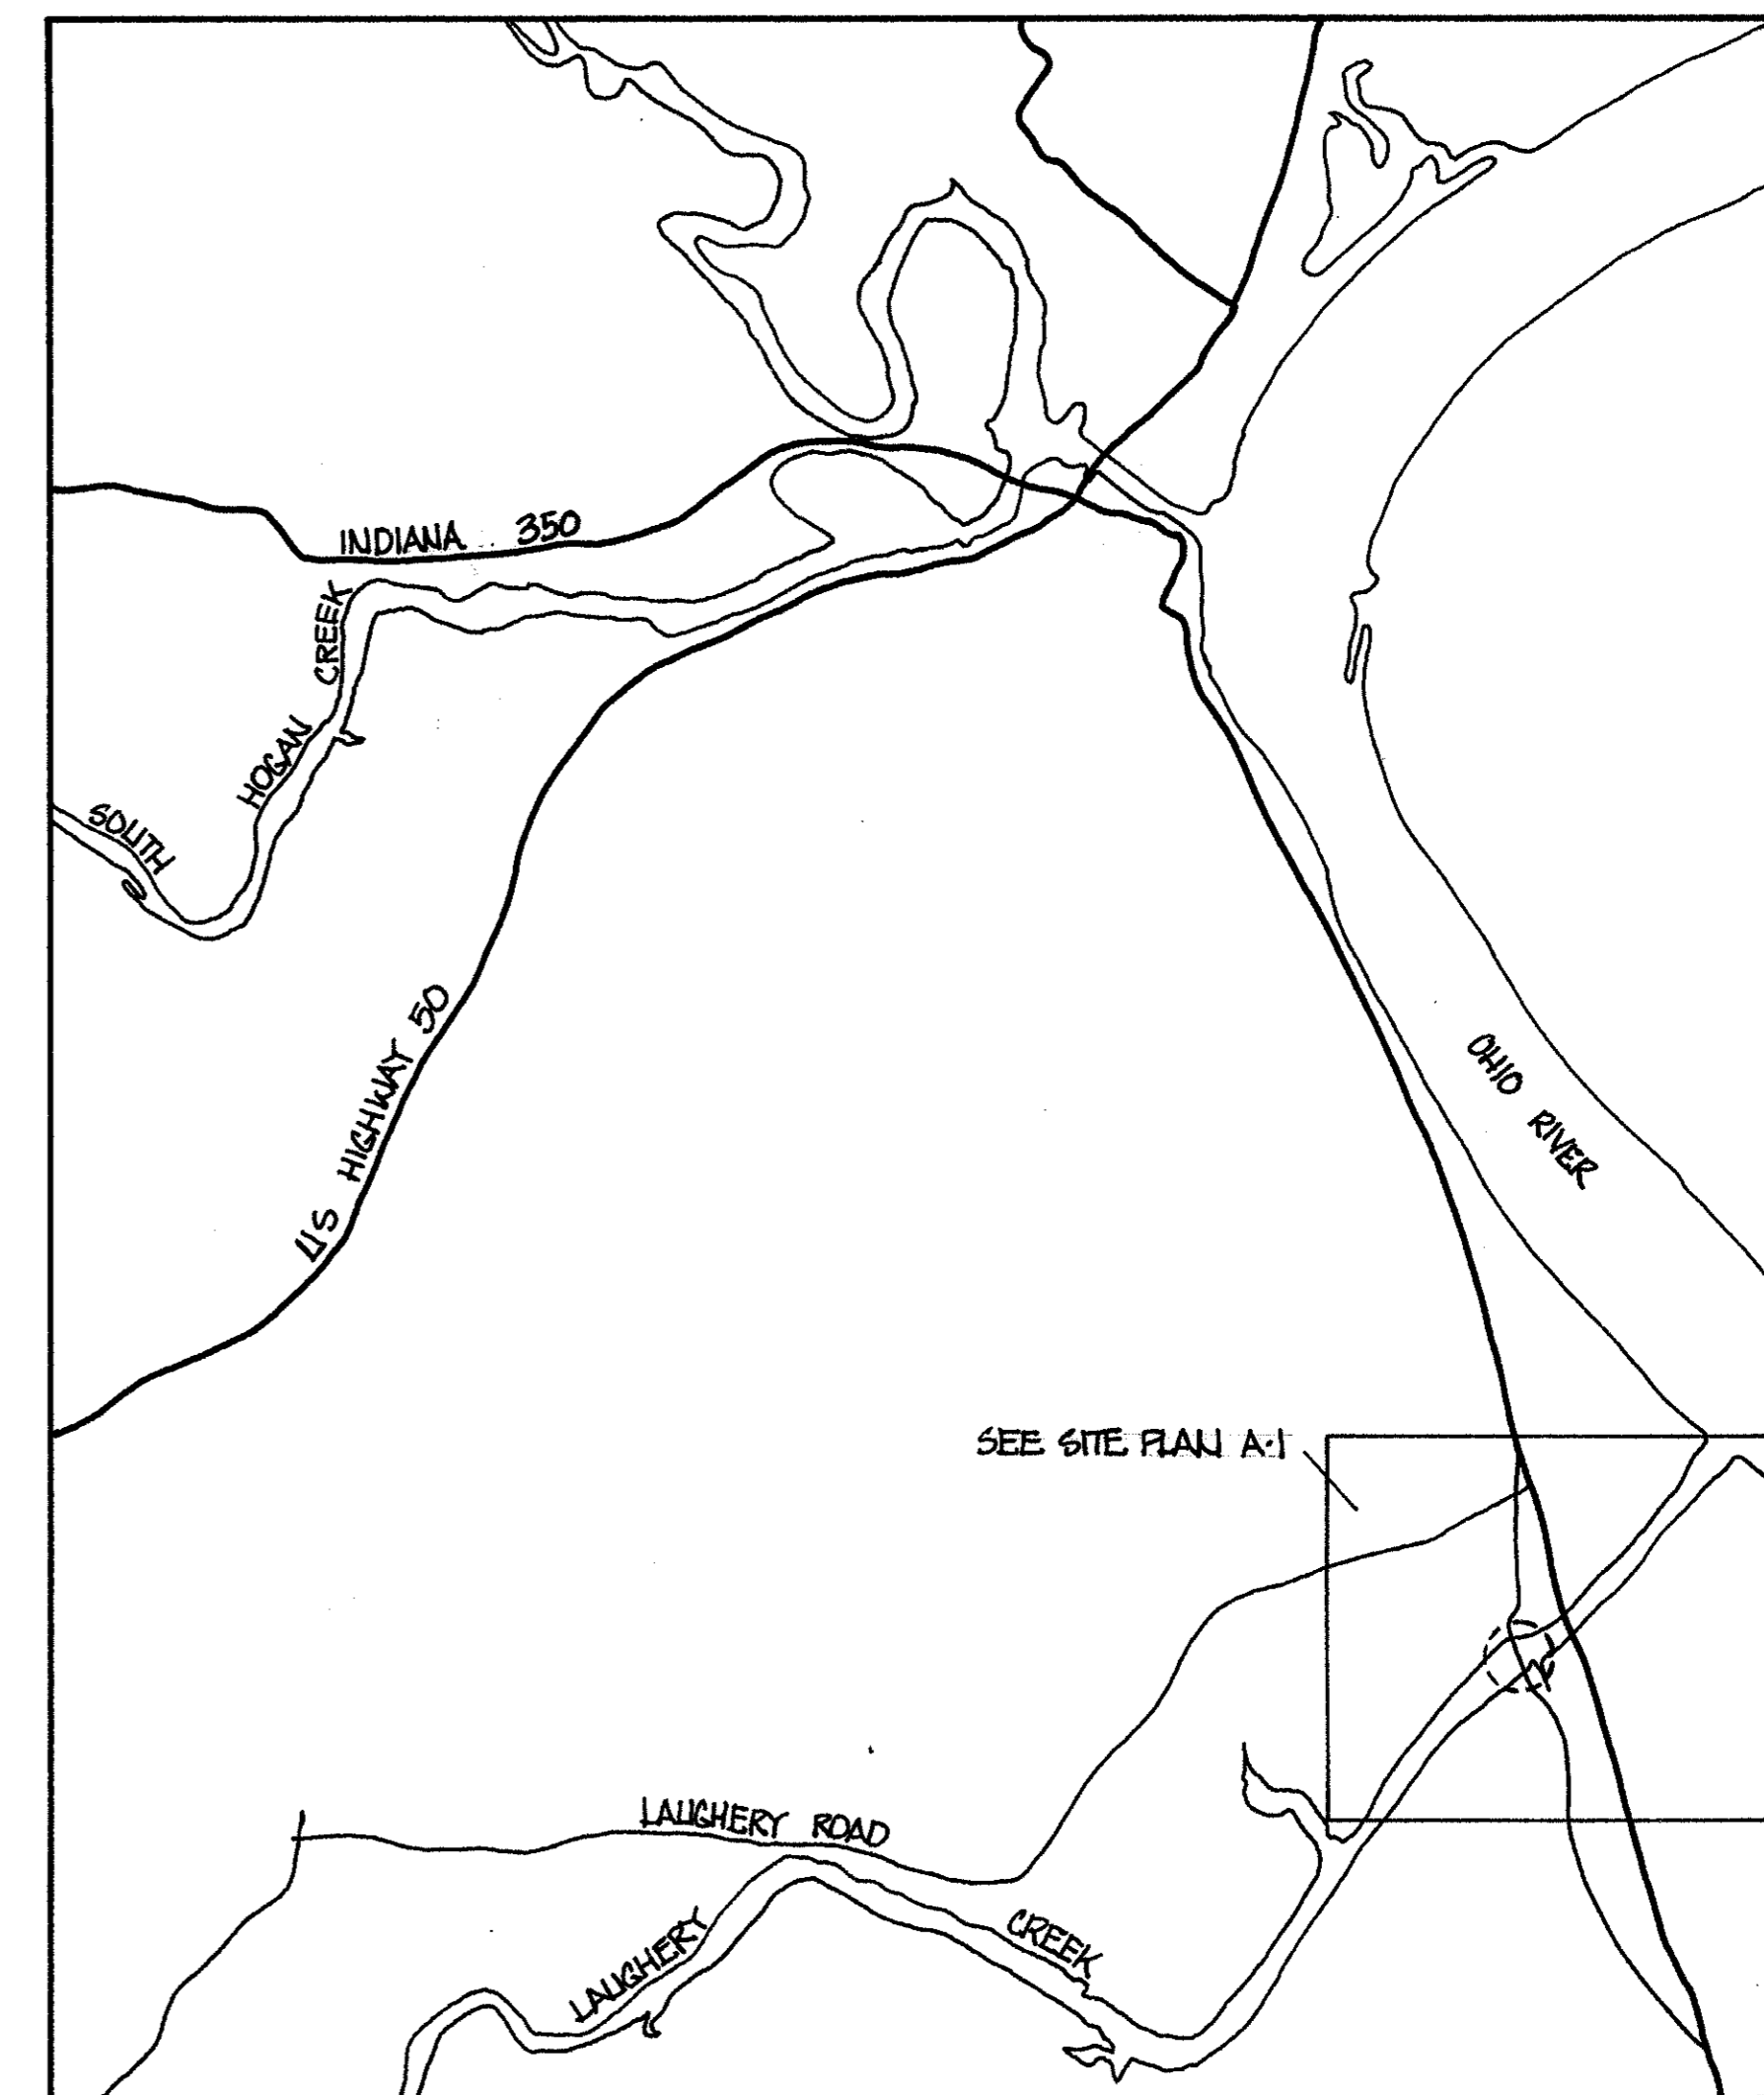 INDIANA 350
SOUTH HOGAN CREEK
US HIGHWAY 50
OHIO RIVER
SEE SITE PLAN A-1
LAUGHERY ROAD
LAUGHERY CREEK